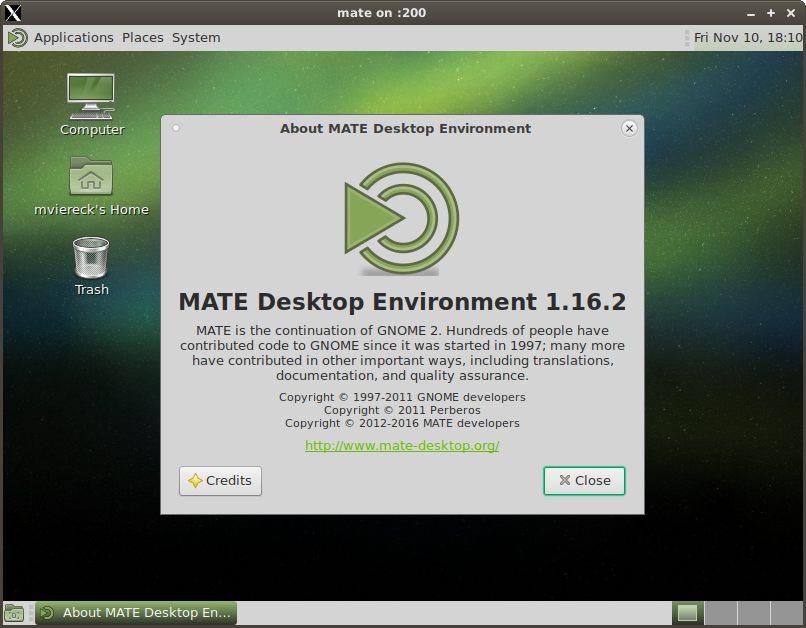 mate on :200
Applications Places System
Fri Nov 10, 18:10
Computer
mviereck's Home
Trash
About MATE Desktop Environment
MATE Desktop Environment 1.16.2
MATE is the continuation of GNOME 2. Hundreds of people have
contributed code to GNOME since it was started in 1997; many more
have contributed in other important ways, including translations,
documentation, and quality assurance.
Copyright © 1997-2011 GNOME developers
Copyright © 2011 Perberos
Copyright © 2012-2016 MATE developers
http://www.mate-desktop.org/
Credits
Close
About MATE Desktop En...